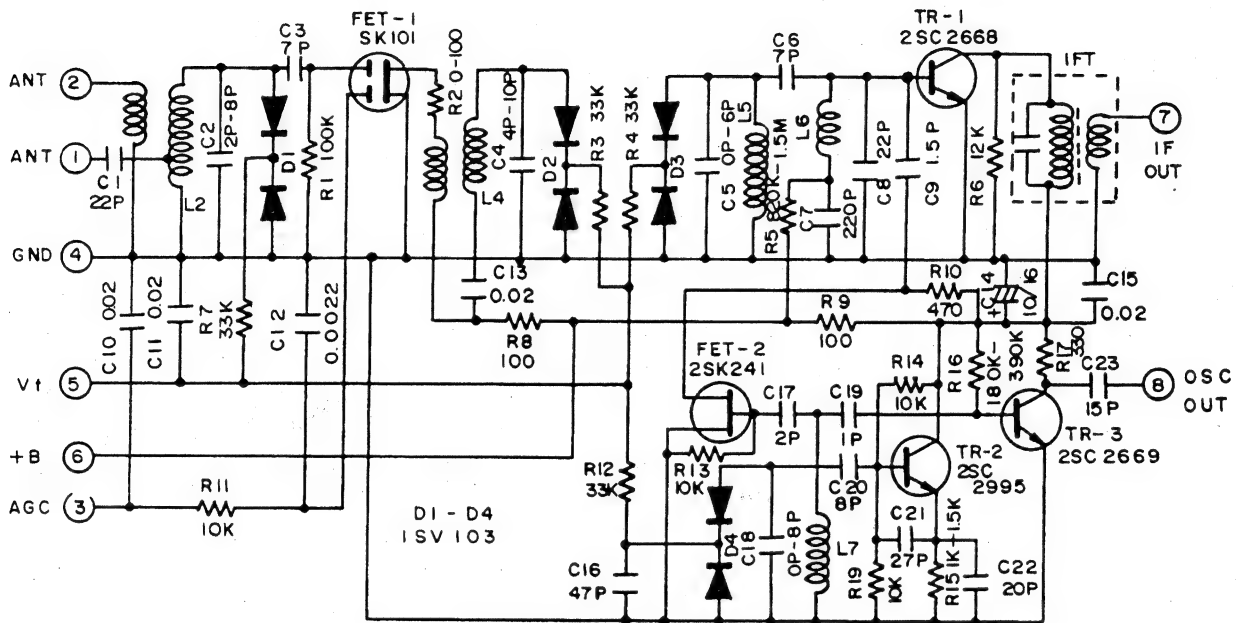 FET-1
SK101
TR-1
2SC2668
C3
7P
C6
7P
IFT
ANT 2
ANT 1
C1
22P
L2
C2
2P-8P
D1
R1 100K
R2 0-100
L4
C4
4P-10P
D2
R3 33K
R4 33K
D3
C5 0P-6P
L5
R5 820K-1.5M
L6
C7
220P
C8 22P
C9 1.5P
R6 12K
7
IF
OUT
GND 4
C10 0.02
C11 0.02
R7
33K
C12
0.0022
C13
0.02
R8
100
R9
100
R10
470
+C14
10/16
C15
0.02
Vt 5
FET-2
2SK241
C17
2P
C19
1P
R14
10K
R16
180K-
390K
R17
330
C23
15P
8 OSC
OUT
TR-3
2SC2669
TR-2
2SC
2995
+B 6
AGC 3
R11
10K
D1-D4
1SV103
R12
33K
R13
10K
C20
8P
C16
47P
D4
C18
0P-8P
L7
C21
27P
R19
10K
R15 1K-1.5K
C22
20P